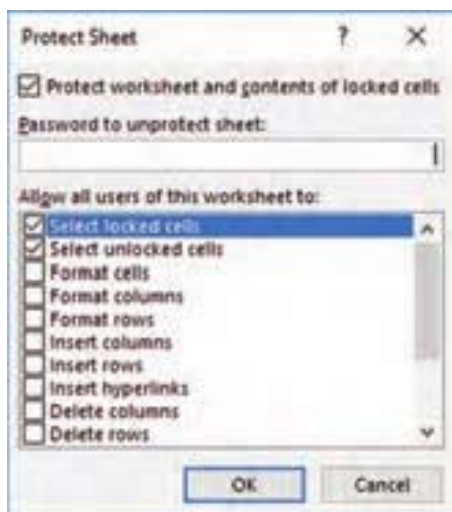 Protect Sheet ?
Protect worksheet and contents of locked cells
Password to unprotect sheet:
Allow all users of this worksheet to:
Select locked cells
Select unlocked cells
Format cells
Format columns
Format rows
Insert columns
Insert rows
Insert hyperlinks
Delete columns
Delete rows
OK Cancel